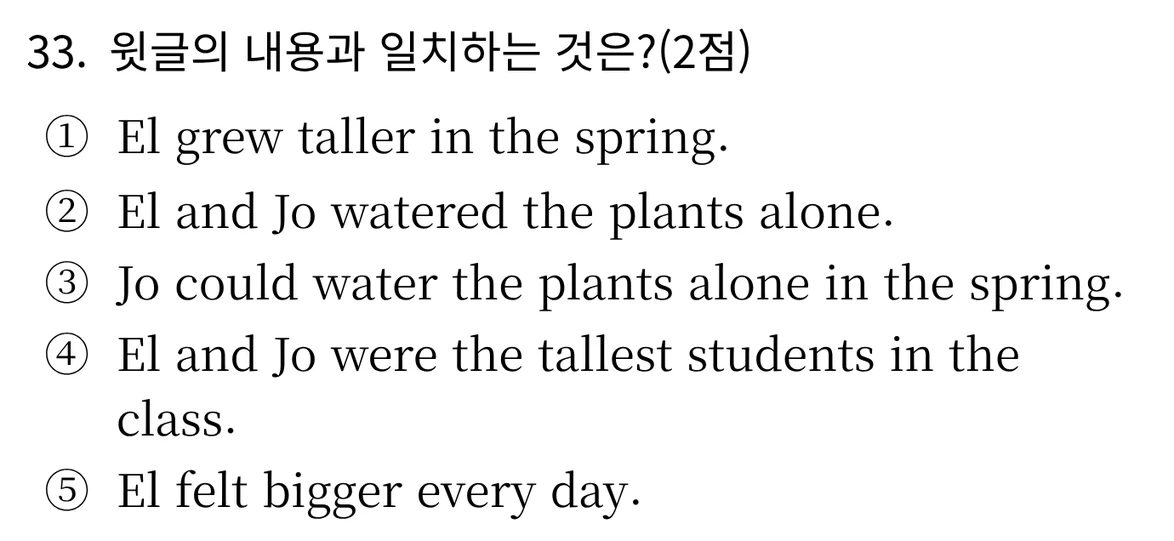 33. 윗글의 내용과 일치하는 것은?(2점)
① El grew taller in the spring.
② El and Jo watered the plants alone.
③ Jo could water the plants alone in the spring.
④ El and Jo were the tallest students in the
class.
⑤ El felt bigger every day.